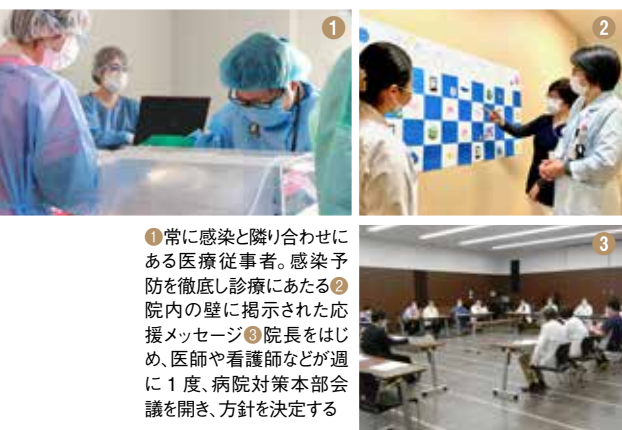 ❶
❷
❸
❶常に感染と隣り合わせに
ある医療従事者。感染予
防を徹底し診療にあたる❷
院内の壁に掲示された応
援メッセージ❸院長をはじ
め、医師や看護師などが週
に1度、病院対策本部会
議を開き、方針を決定する